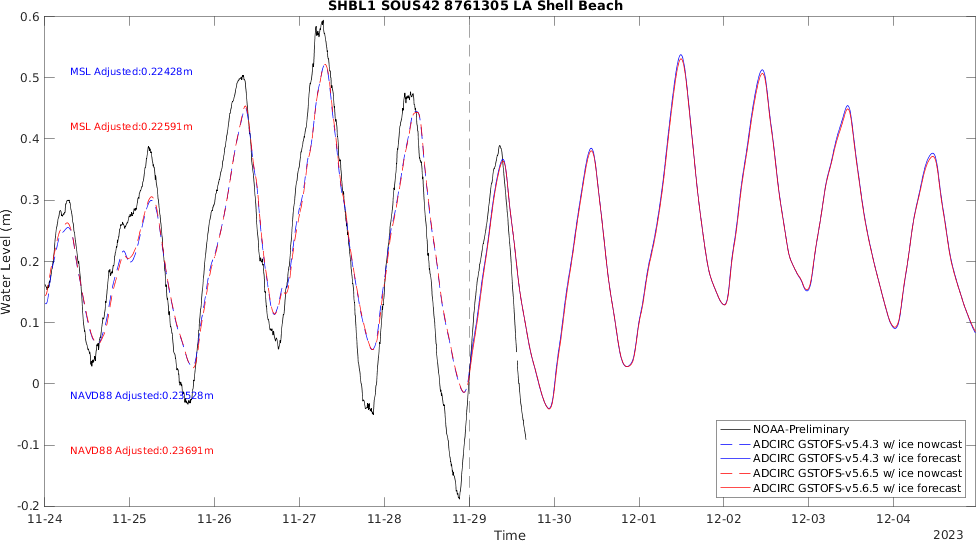 SHBL1 SOUS42 8761305 LA Shell Beach
0.6
0.5
0.4
0.3
0.2
0.1
0
-0.1
-0.2
Water Level (m)
MSL Adjusted:0.22428m
MSL Adjusted:0.22591m
NAVD88 Adjusted:0.23528m
NAVD88 Adjusted:0.23691m
NOAA-Preliminary
ADCIRC GSTOFS-v5.4.3 w/ ice nowcast
ADCIRC GSTOFS-v5.4.3 w/ ice forecast
ADCIRC GSTOFS-v5.6.5 w/ ice nowcast
ADCIRC GSTOFS-v5.6.5 w/ ice forecast
11-24 11-25 11-26 11-27 11-28 11-29 11-30 12-01 12-02 12-03 12-04
Time
2023